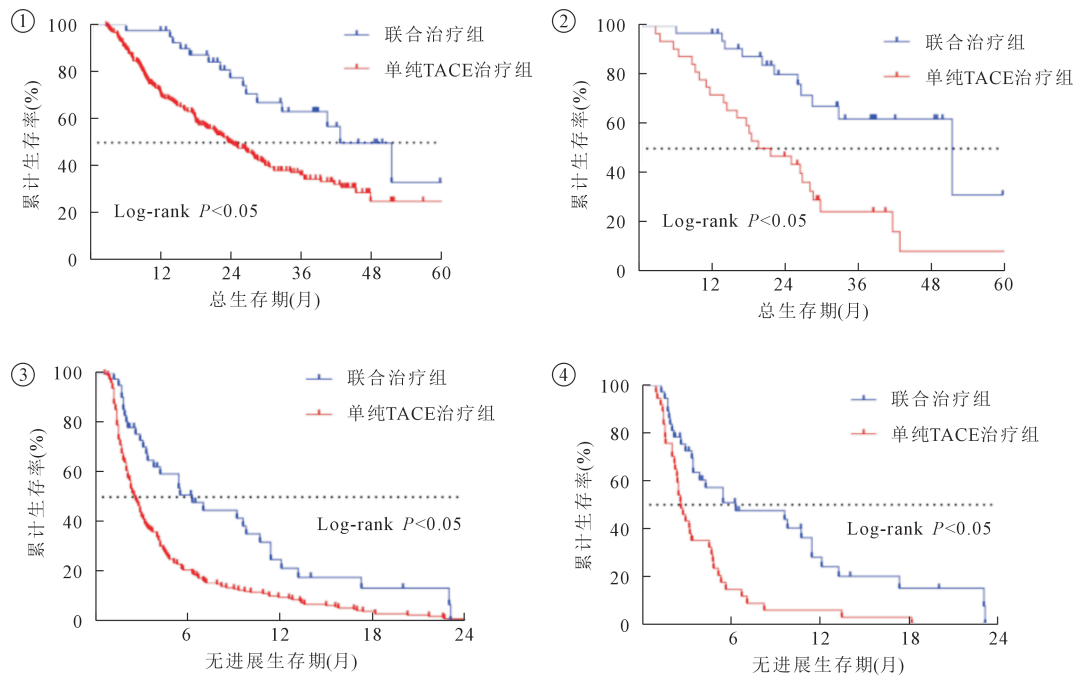 ①
累计生存率(%)
100
80
60
40
20
0
联合治疗组
单纯TACE治疗组
Log-rank P<0.05
12 24 36 48 60
总生存期(月)
②
累计生存率(%)
100
80
60
40
20
0
联合治疗组
单纯TACE治疗组
Log-rank P<0.05
12 24 36 48 60
总生存期(月)
③
累计生存率(%)
100
80
60
40
20
0
联合治疗组
单纯TACE治疗组
Log-rank P<0.05
6 12 18 24
无进展生存期(月)
④
累计生存率(%)
100
80
60
40
20
0
联合治疗组
单纯TACE治疗组
Log-rank P<0.05
6 12 18 24
无进展生存期(月)